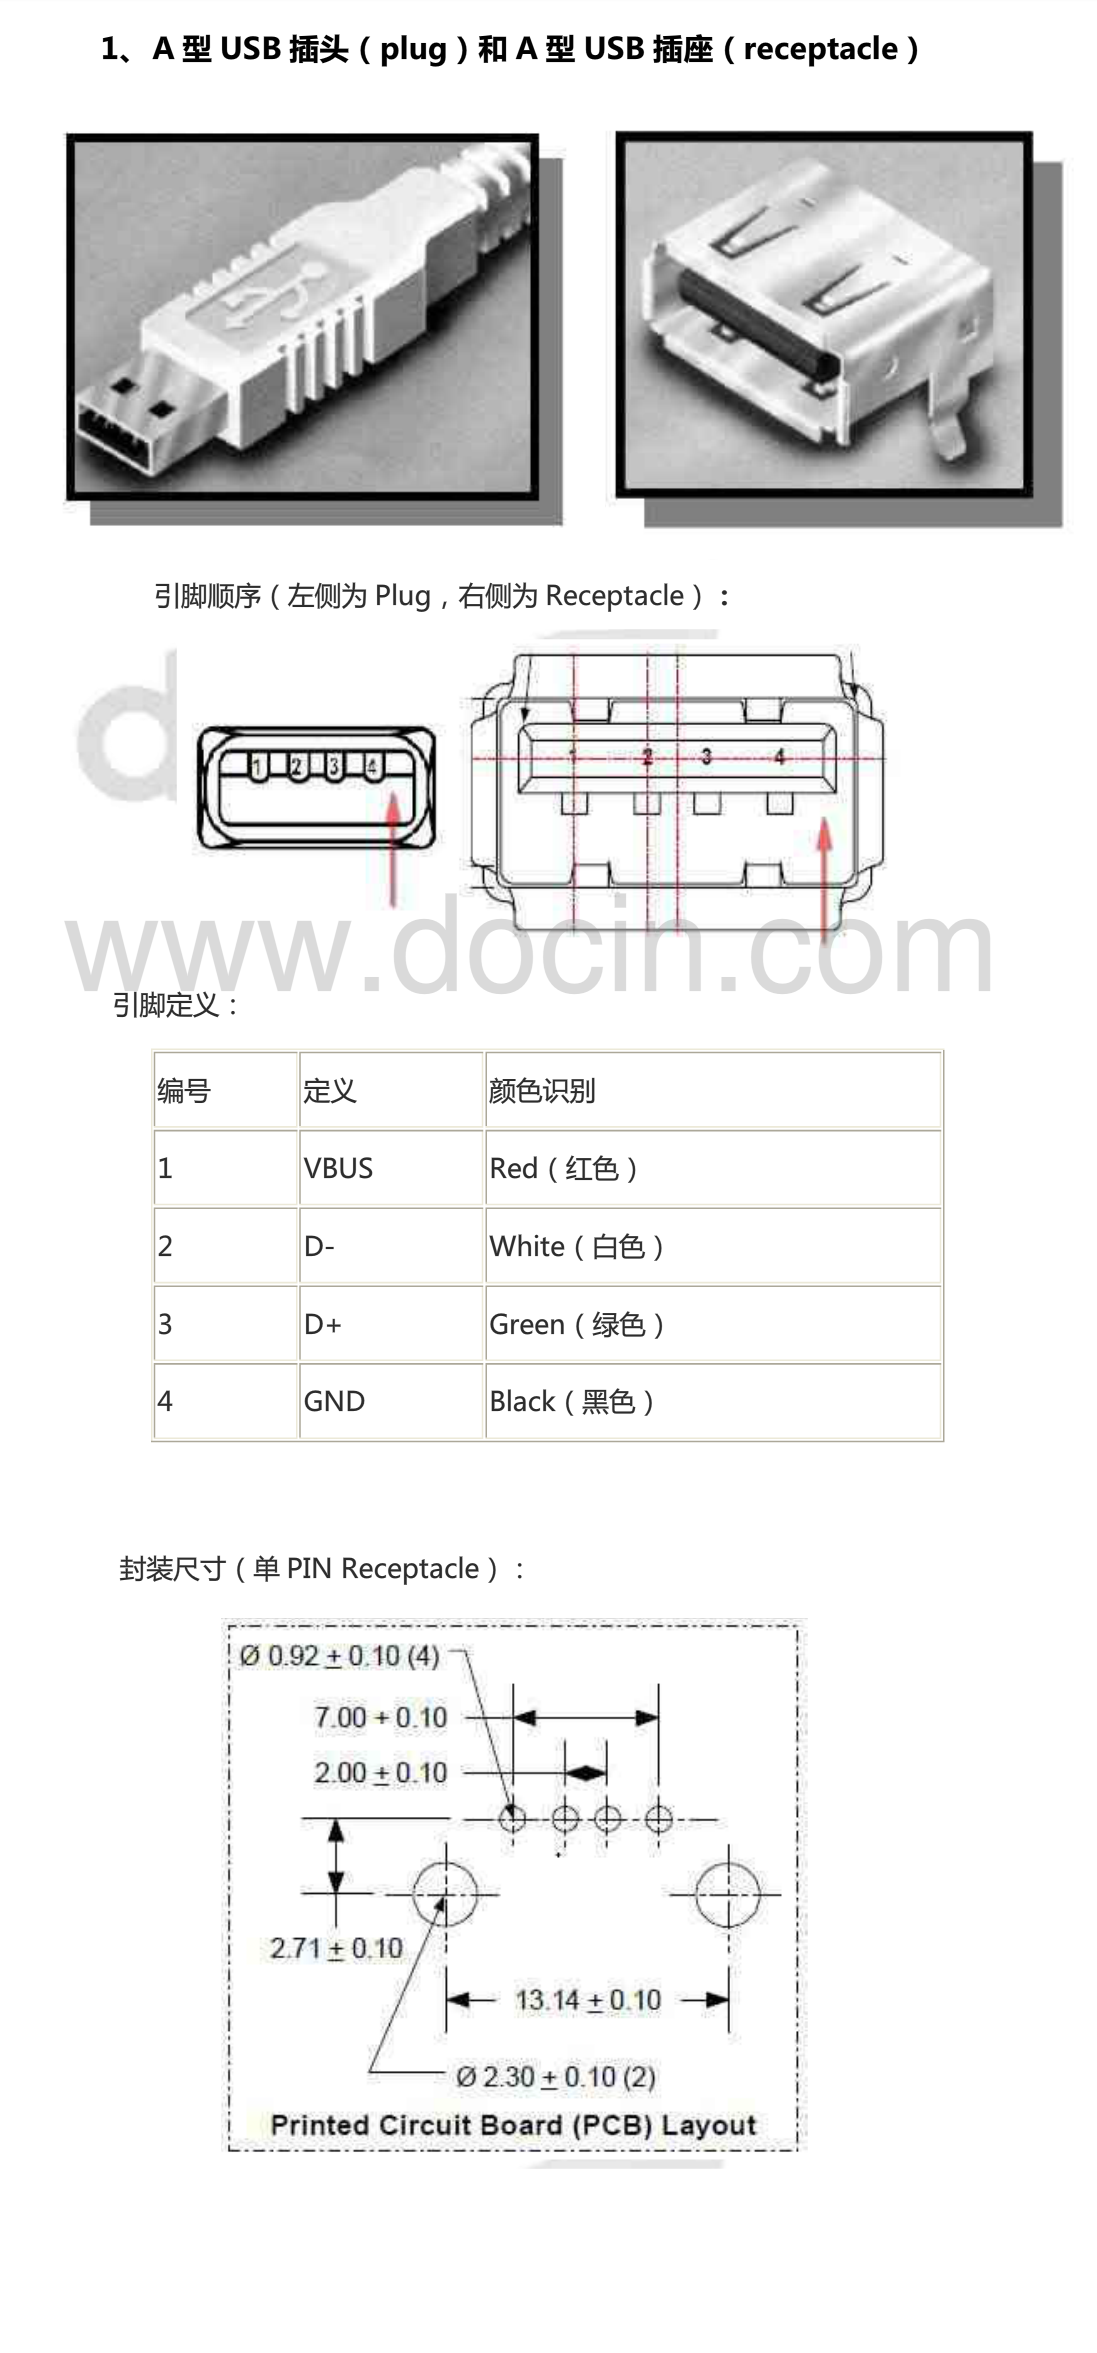 1、 A 型 USB 插头（plug）和 A 型 USB 插座（receptacle）
引脚顺序（左侧为 Plug，右侧为 Receptacle）：
1 2 3 4
1 2 3 4
www.docin.com
引脚定义：
编号 定义 颜色识别
1 VBUS Red（红色）
2 D- White（白色）
3 D+ Green（绿色）
4 GND Black（黑色）
封装尺寸（单 PIN Receptacle）：
Ø 0.92 ± 0.10 (4)
7.00 + 0.10
2.00 ± 0.10
2.71 ± 0.10
13.14 ± 0.10
Ø 2.30 ± 0.10 (2)
Printed Circuit Board (PCB) Layout